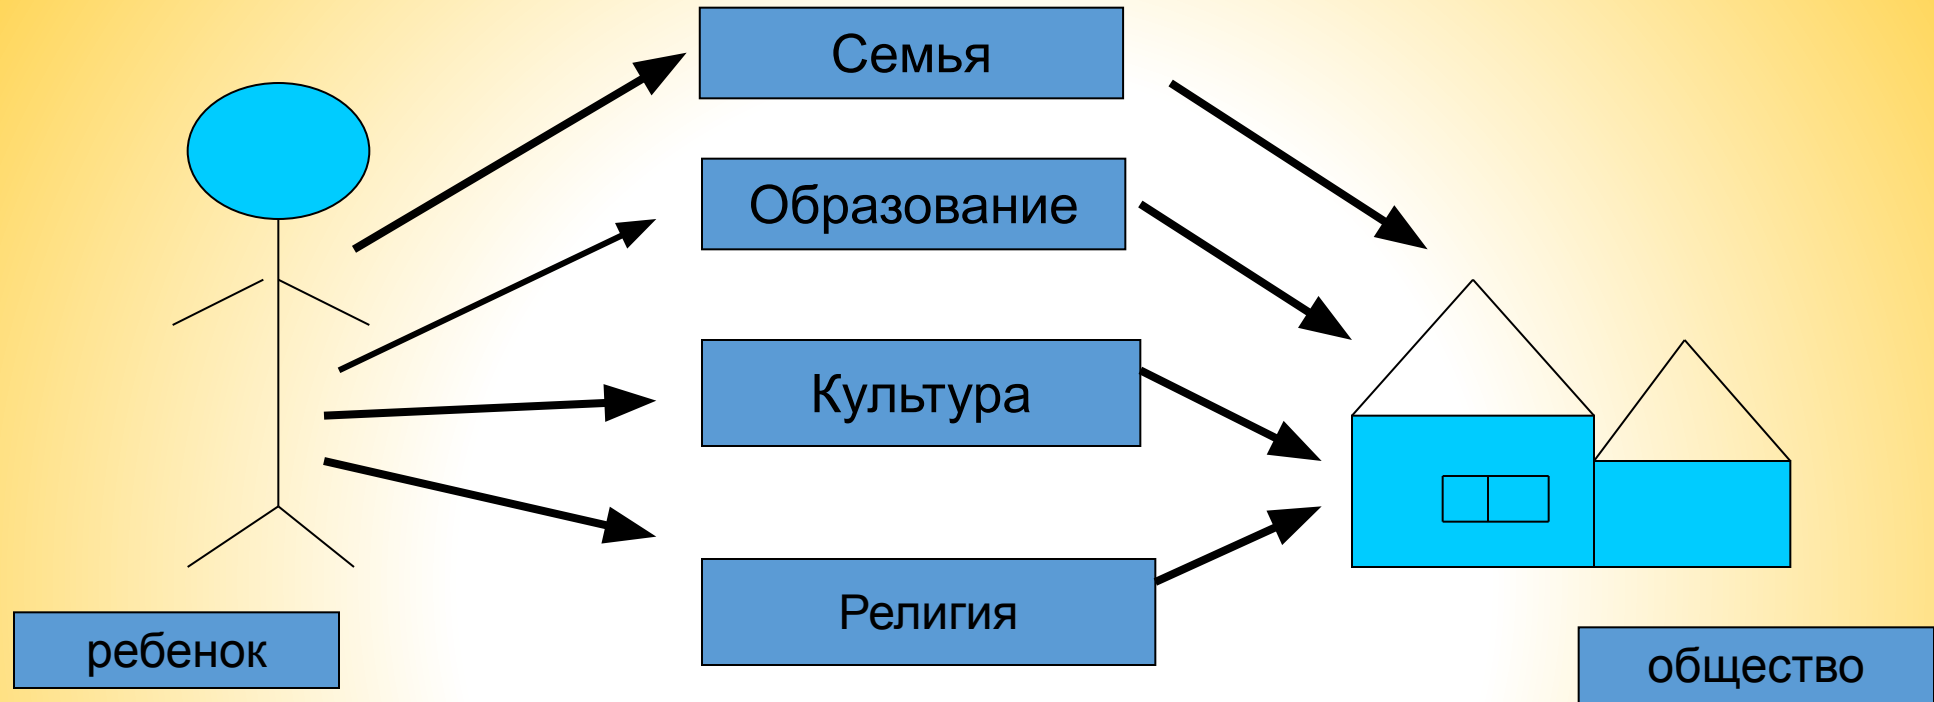 Семья
Образование
Культура
Религия
ребенок
общество